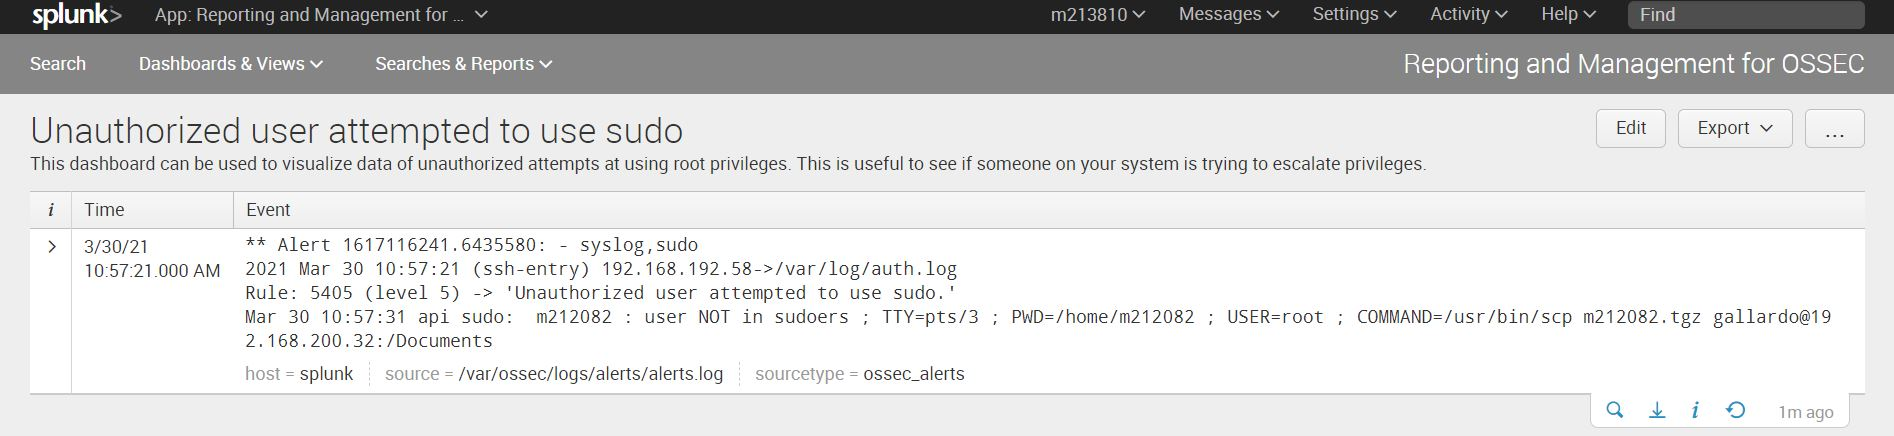 splunk> App: Reporting and Management for ... m213810 Messages Settings Activity Help Find
Search Dashboards & Views Searches & Reports Reporting and Management for OSSEC
Unauthorized user attempted to use sudo Edit Export ...
This dashboard can be used to visualize data of unauthorized attempts at using root privileges. This is useful to see if someone on your system is trying to escalate privileges.
i Time Event
> 3/30/21 ** Alert 1617116241.6435580: - syslog,sudo
10:57:21.000 AM 2021 Mar 30 10:57:21 (ssh-entry) 192.168.192.58->/var/log/auth.log
Rule: 5405 (level 5) -> 'Unauthorized user attempted to use sudo.'
Mar 30 10:57:31 api sudo:  m212082 : user NOT in sudoers ; TTY=pts/3 ; PWD=/home/m212082 ; USER=root ; COMMAND=/usr/bin/scp m212082.tgz gallardo@19
2.168.200.32:/Documents
host = splunk source = /var/ossec/logs/alerts/alerts.log sourcetype = ossec_alerts
i 1m ago